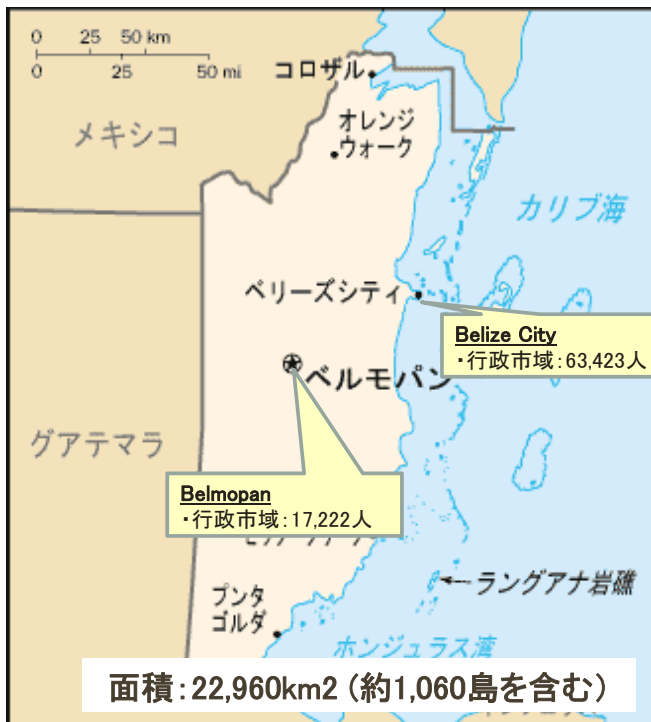 0 25 50 km
0 25 50 mi
コロザル
オレンジ
ウォーク
メキシコ
カリブ海
ベリーズシティ
Belize City
・行政市域：63,423人
ベルモパン
グアテマラ
Belmopan
・行政市域：17,222人
ラングアナ岩礁
プンタ
ゴルダ
ホンジュラス湾
面積：22,960km2（約1,060島を含む）